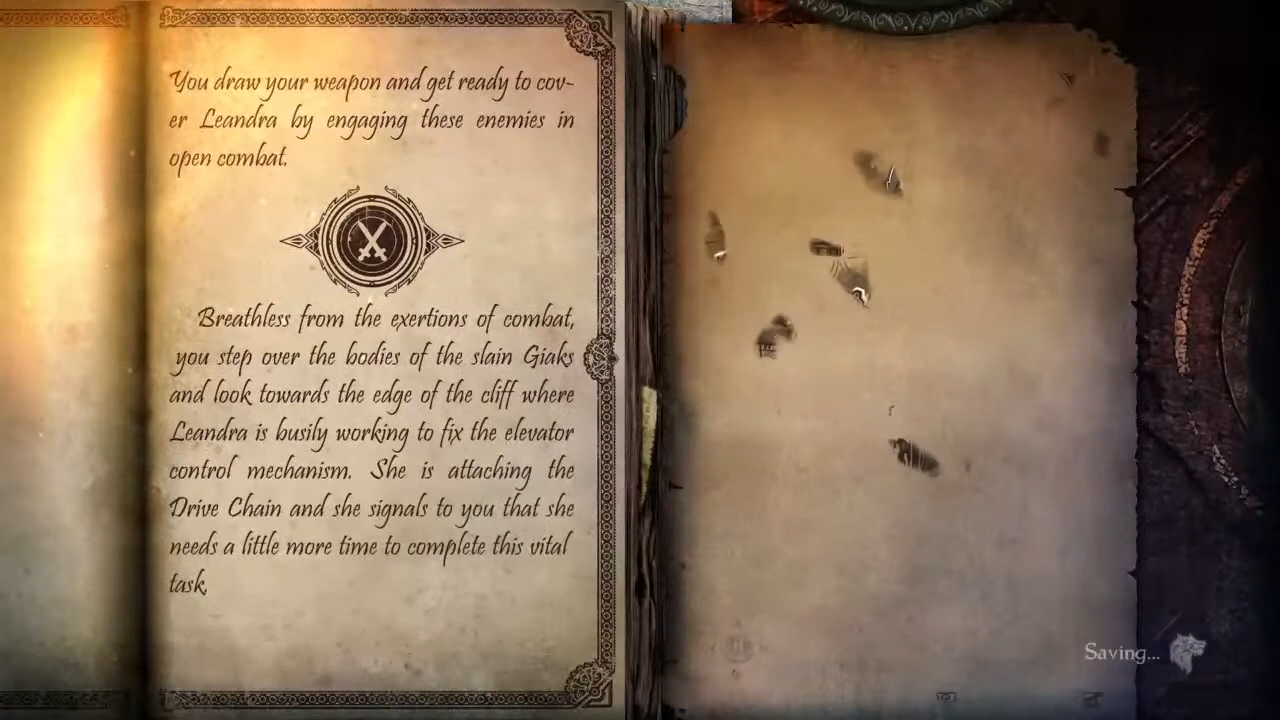 You draw your weapon and get ready to cov-
er Leandra by engaging these enemies in
open combat.
Breathless from the exertions of combat,
you step over the bodies of the slain Giaks
and look towards the edge of the cliff where
Leandra is busily working to fix the elevator
control mechanism. She is attaching the
Drive Chain and she signals to you that she
needs a little more time to complete this vital
task.
Saving...